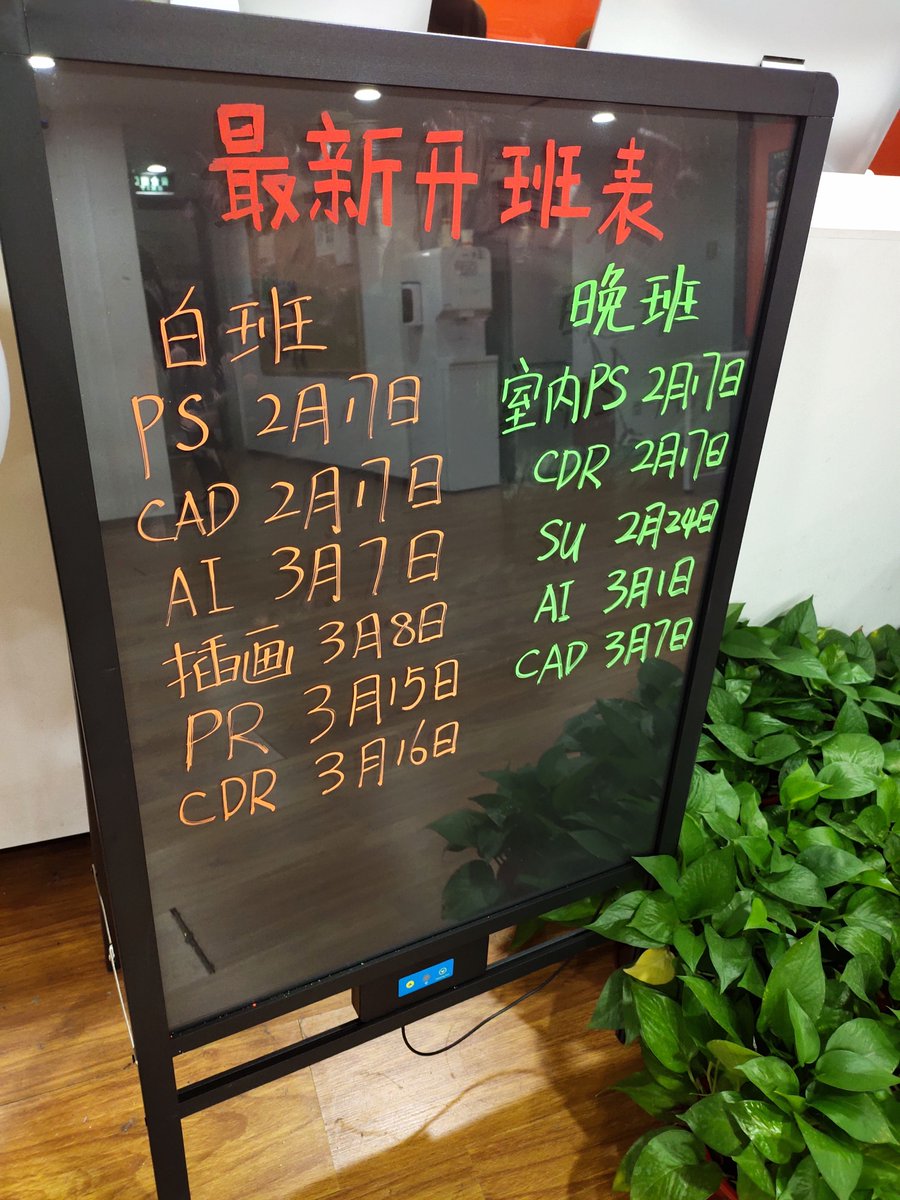 最新开班表
白班
PS 2月17日
CAD 2月17日
AI 3月7日
插画 3月8日
PR 3月15日
CDR 3月16日
晚班
室内PS 2月17日
CDR 2月17日
SU 2月24日
AI 3月1日
CAD 3月7日